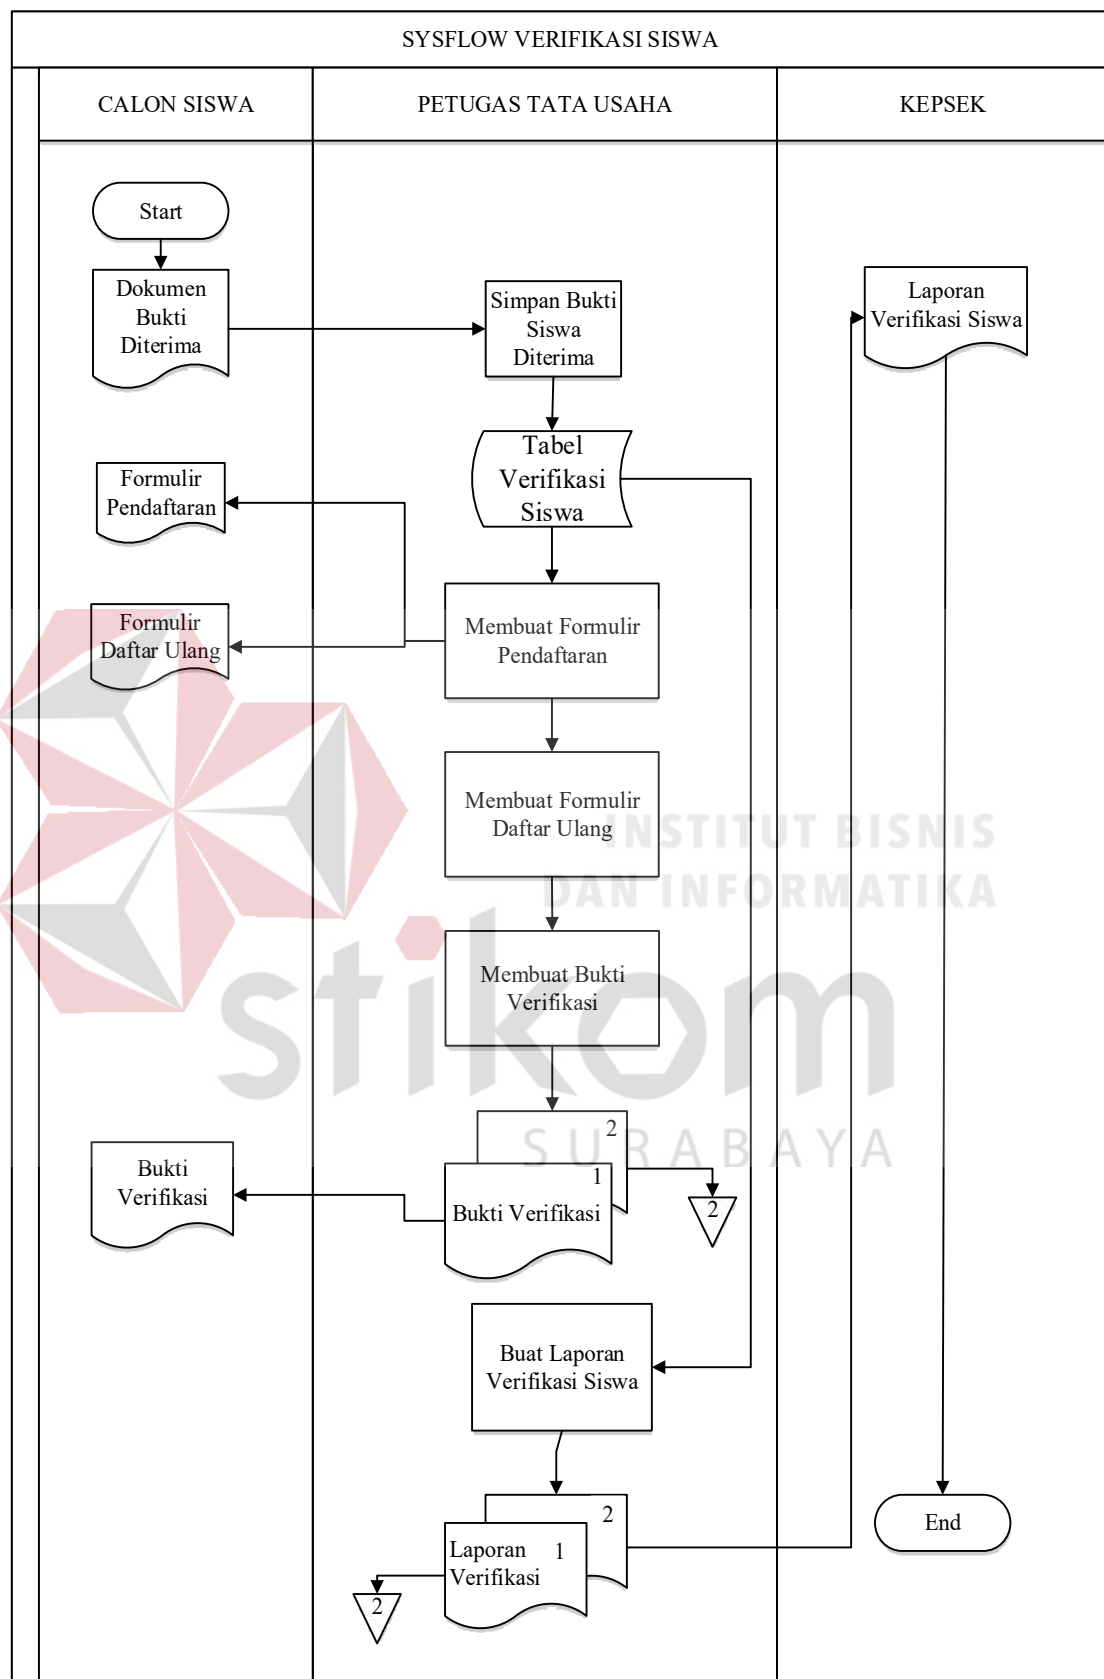 SYSFLOW VERIFIKASI SISWA
CALON SISWA
PETUGAS TATA USAHA
KEPSEK
Start
Dokumen
Bukti
Diterima
Simpan Bukti
Siswa
Diterima
Laporan
Verifikasi Siswa
Tabel
Verifikasi
Siswa
Formulir
Pendaftaran
Formulir
Daftar Ulang
Membuat Formulir
Pendaftaran
Membuat Formulir
Daftar Ulang
INSTITUT BISNIS
DAN INFORMATIKA
stikom
SURABAYA
Membuat Bukti
Verifikasi
2
1
Bukti Verifikasi
2
Bukti
Verifikasi
Buat Laporan
Verifikasi Siswa
2
1
Laporan
Verifikasi
2
End